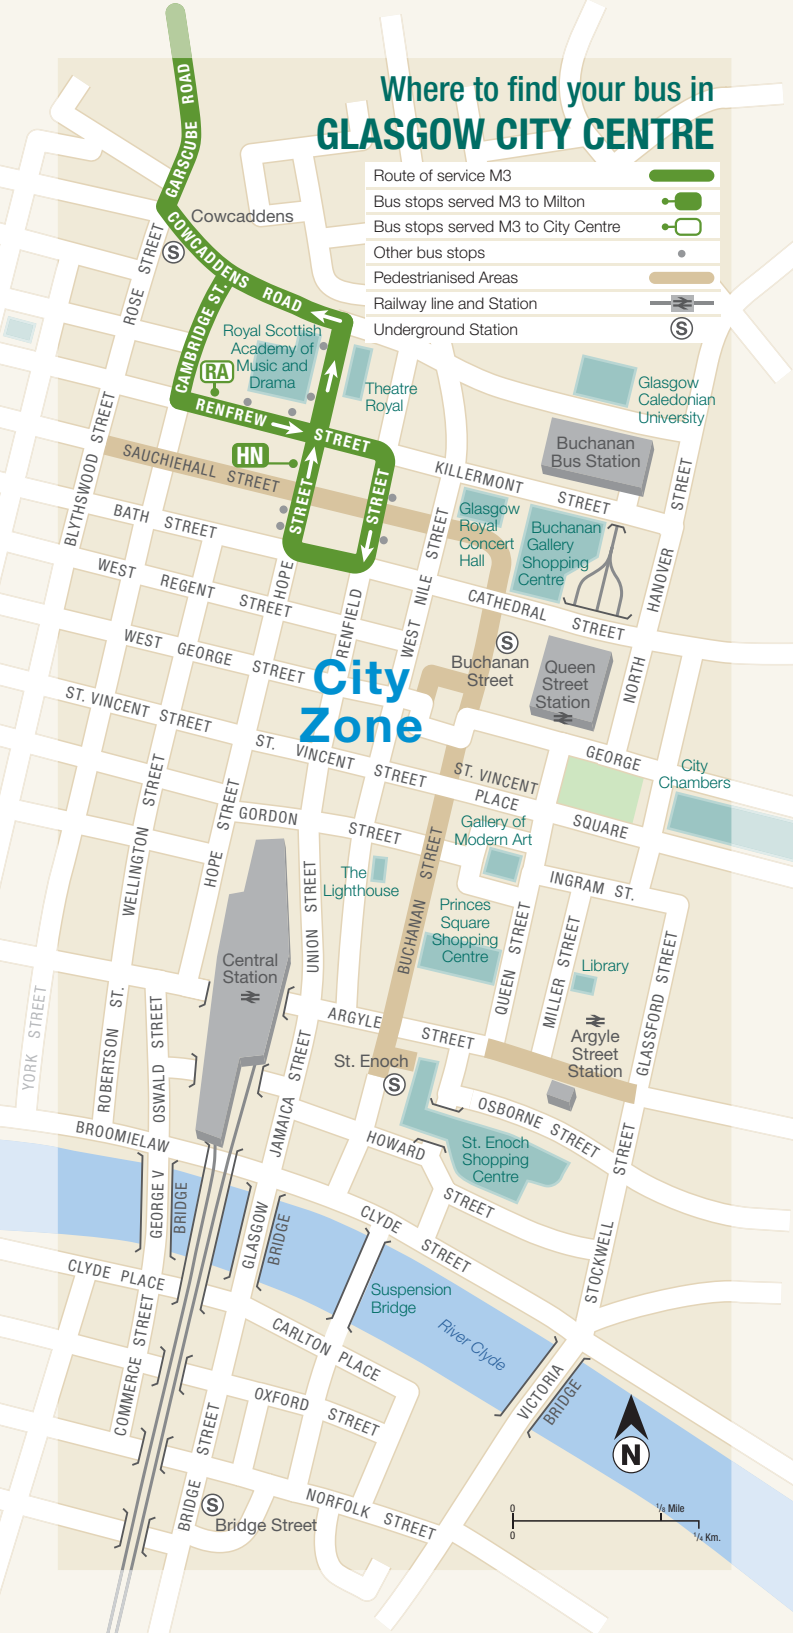 Where to find your bus in
GLASGOW CITY CENTRE
Route of service M3
Bus stops served M3 to Milton
Bus stops served M3 to City Centre
Other bus stops
Pedestrianised Areas
Railway line and Station
Underground Station
S
GARSCUBE ROAD
Cowcaddens
S
COWCADDENS ROAD
ROSE STREET
CAMBRIDGE ST.
Royal Scottish
Academy of
Music and
Drama
RA
Theatre
Royal
RENFREW STREET
HN
Glasgow
Caledonian
University
Buchanan
Bus Station
BLYTHSWOOD STREET
SAUCHIEHALL STREET
STREET
STREET
KILLERMONT STREET
Glasgow
Royal
Concert
Hall
Buchanan
Gallery
Shopping
Centre
BATH STREET
HANOVER STREET
WEST REGENT STREET
HOPE
RENFIELD
WEST NILE STREET
CATHEDRAL STREET
WEST GEORGE STREET
City
Zone
S
Buchanan
Street
Queen
Street
Station
NORTH
ST. VINCENT STREET
ST. VINCENT STREET
ST. VINCENT
PLACE
GEORGE
SQUARE
City
Chambers
WELLINGTON STREET
HOPE STREET
GORDON STREET
Gallery of
Modern Art
The
Lighthouse
UNION STREET
BUCHANAN STREET
Princes
Square
Shopping
Centre
INGRAM ST.
QUEEN STREET
MILLER STREET
Library
GLASSFORD STREET
Central
Station
YORK STREET
ROBERTSON ST.
OSWALD STREET
ARGYLE STREET
Argyle
Street
Station
JAMAICA STREET
St. Enoch
S
OSBORNE STREET
BROOMIELAW
HOWARD STREET
St. Enoch
Shopping
Centre
STOCKWELL STREET
GEORGE V
BRIDGE
GLASGOW
BRIDGE
CLYDE STREET
CLYDE PLACE
Suspension
Bridge
River Clyde
COMMERCE STREET
CARLTON PLACE
VICTORIA
BRIDGE
OXFORD STREET
BRIDGE STREET
N
S
Bridge Street
NORFOLK STREET
0 1/8 Mile
0 1/4 Km.